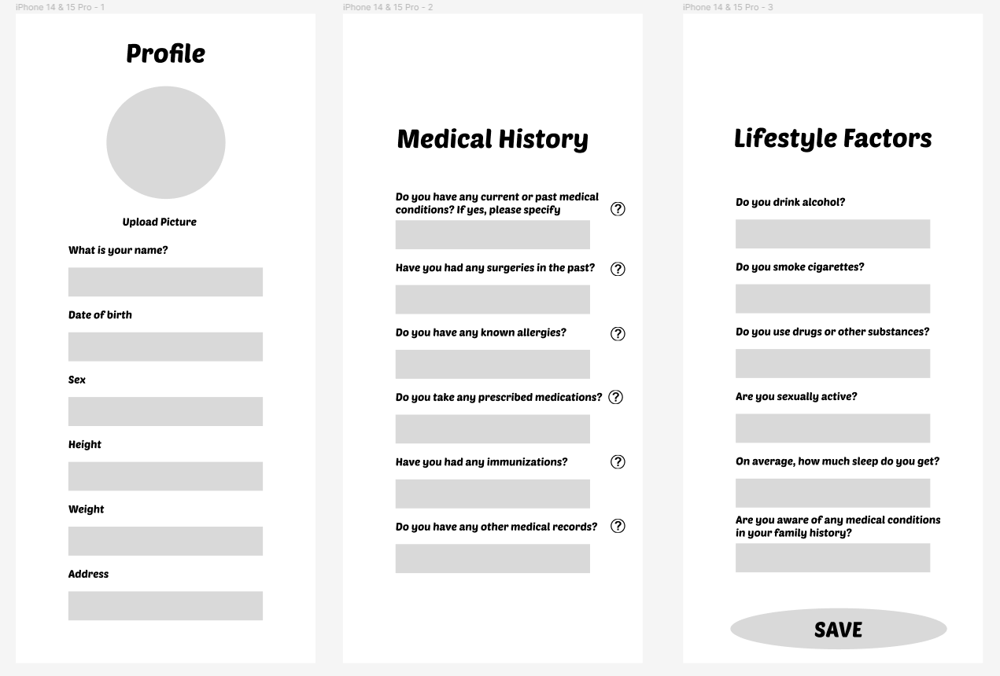 iPhone 14 & 15 Pro - 1
Profile
Upload Picture
What is your name?
Date of birth
Sex
Height
Weight
Address
iPhone 14 & 15 Pro - 2
Medical History
Do you have any current or past medical
conditions? If yes, please specify
?
Have you had any surgeries in the past?
?
Do you have any known allergies?
?
Do you take any prescribed medications?
?
Have you had any immunizations?
?
Do you have any other medical records?
?
iPhone 14 & 15 Pro - 3
Lifestyle Factors
Do you drink alcohol?
Do you smoke cigarettes?
Do you use drugs or other substances?
Are you sexually active?
On average, how much sleep do you get?
Are you aware of any medical conditions
in your family history?
SAVE